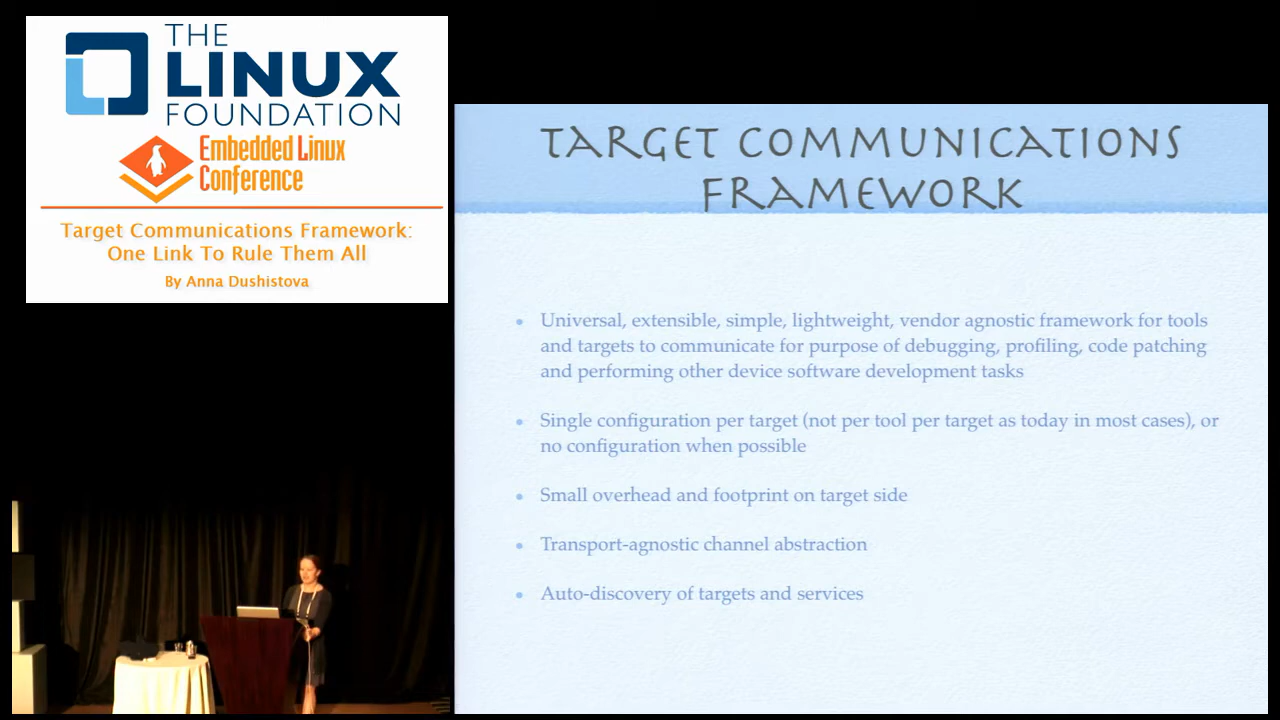 THE
LINUX
FOUNDATION
Embedded Linux
Conference
Target Communications Framework:
One Link To Rule Them All
By Anna Dushistova
TARGET COMMUNICATIONS
FRAMEWORK
• Universal, extensible, simple, lightweight, vendor agnostic framework for tools
and targets to communicate for purpose of debugging, profiling, code patching
and performing other device software development tasks
• Single configuration per target (not per tool per target as today in most cases), or
no configuration when possible
• Small overhead and footprint on target side
• Transport-agnostic channel abstraction
• Auto-discovery of targets and services